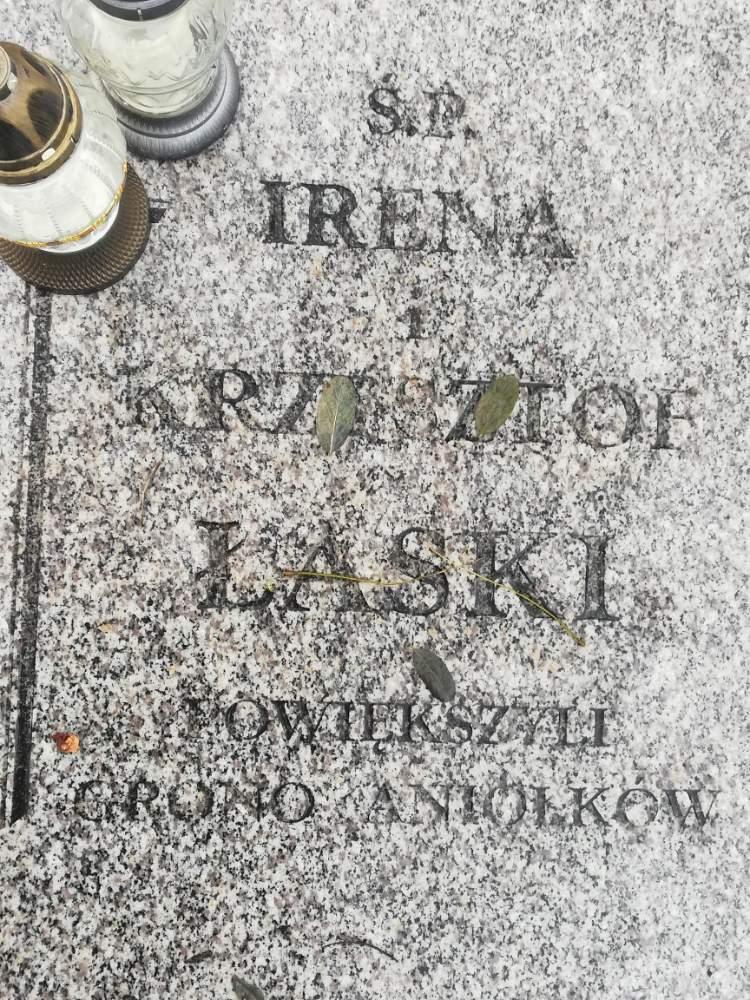 Ś.P.
IRENA
I
KRZYSZTOF
ŁASKI
POWIĘKSZYLI
GRONO ANIOŁKÓW